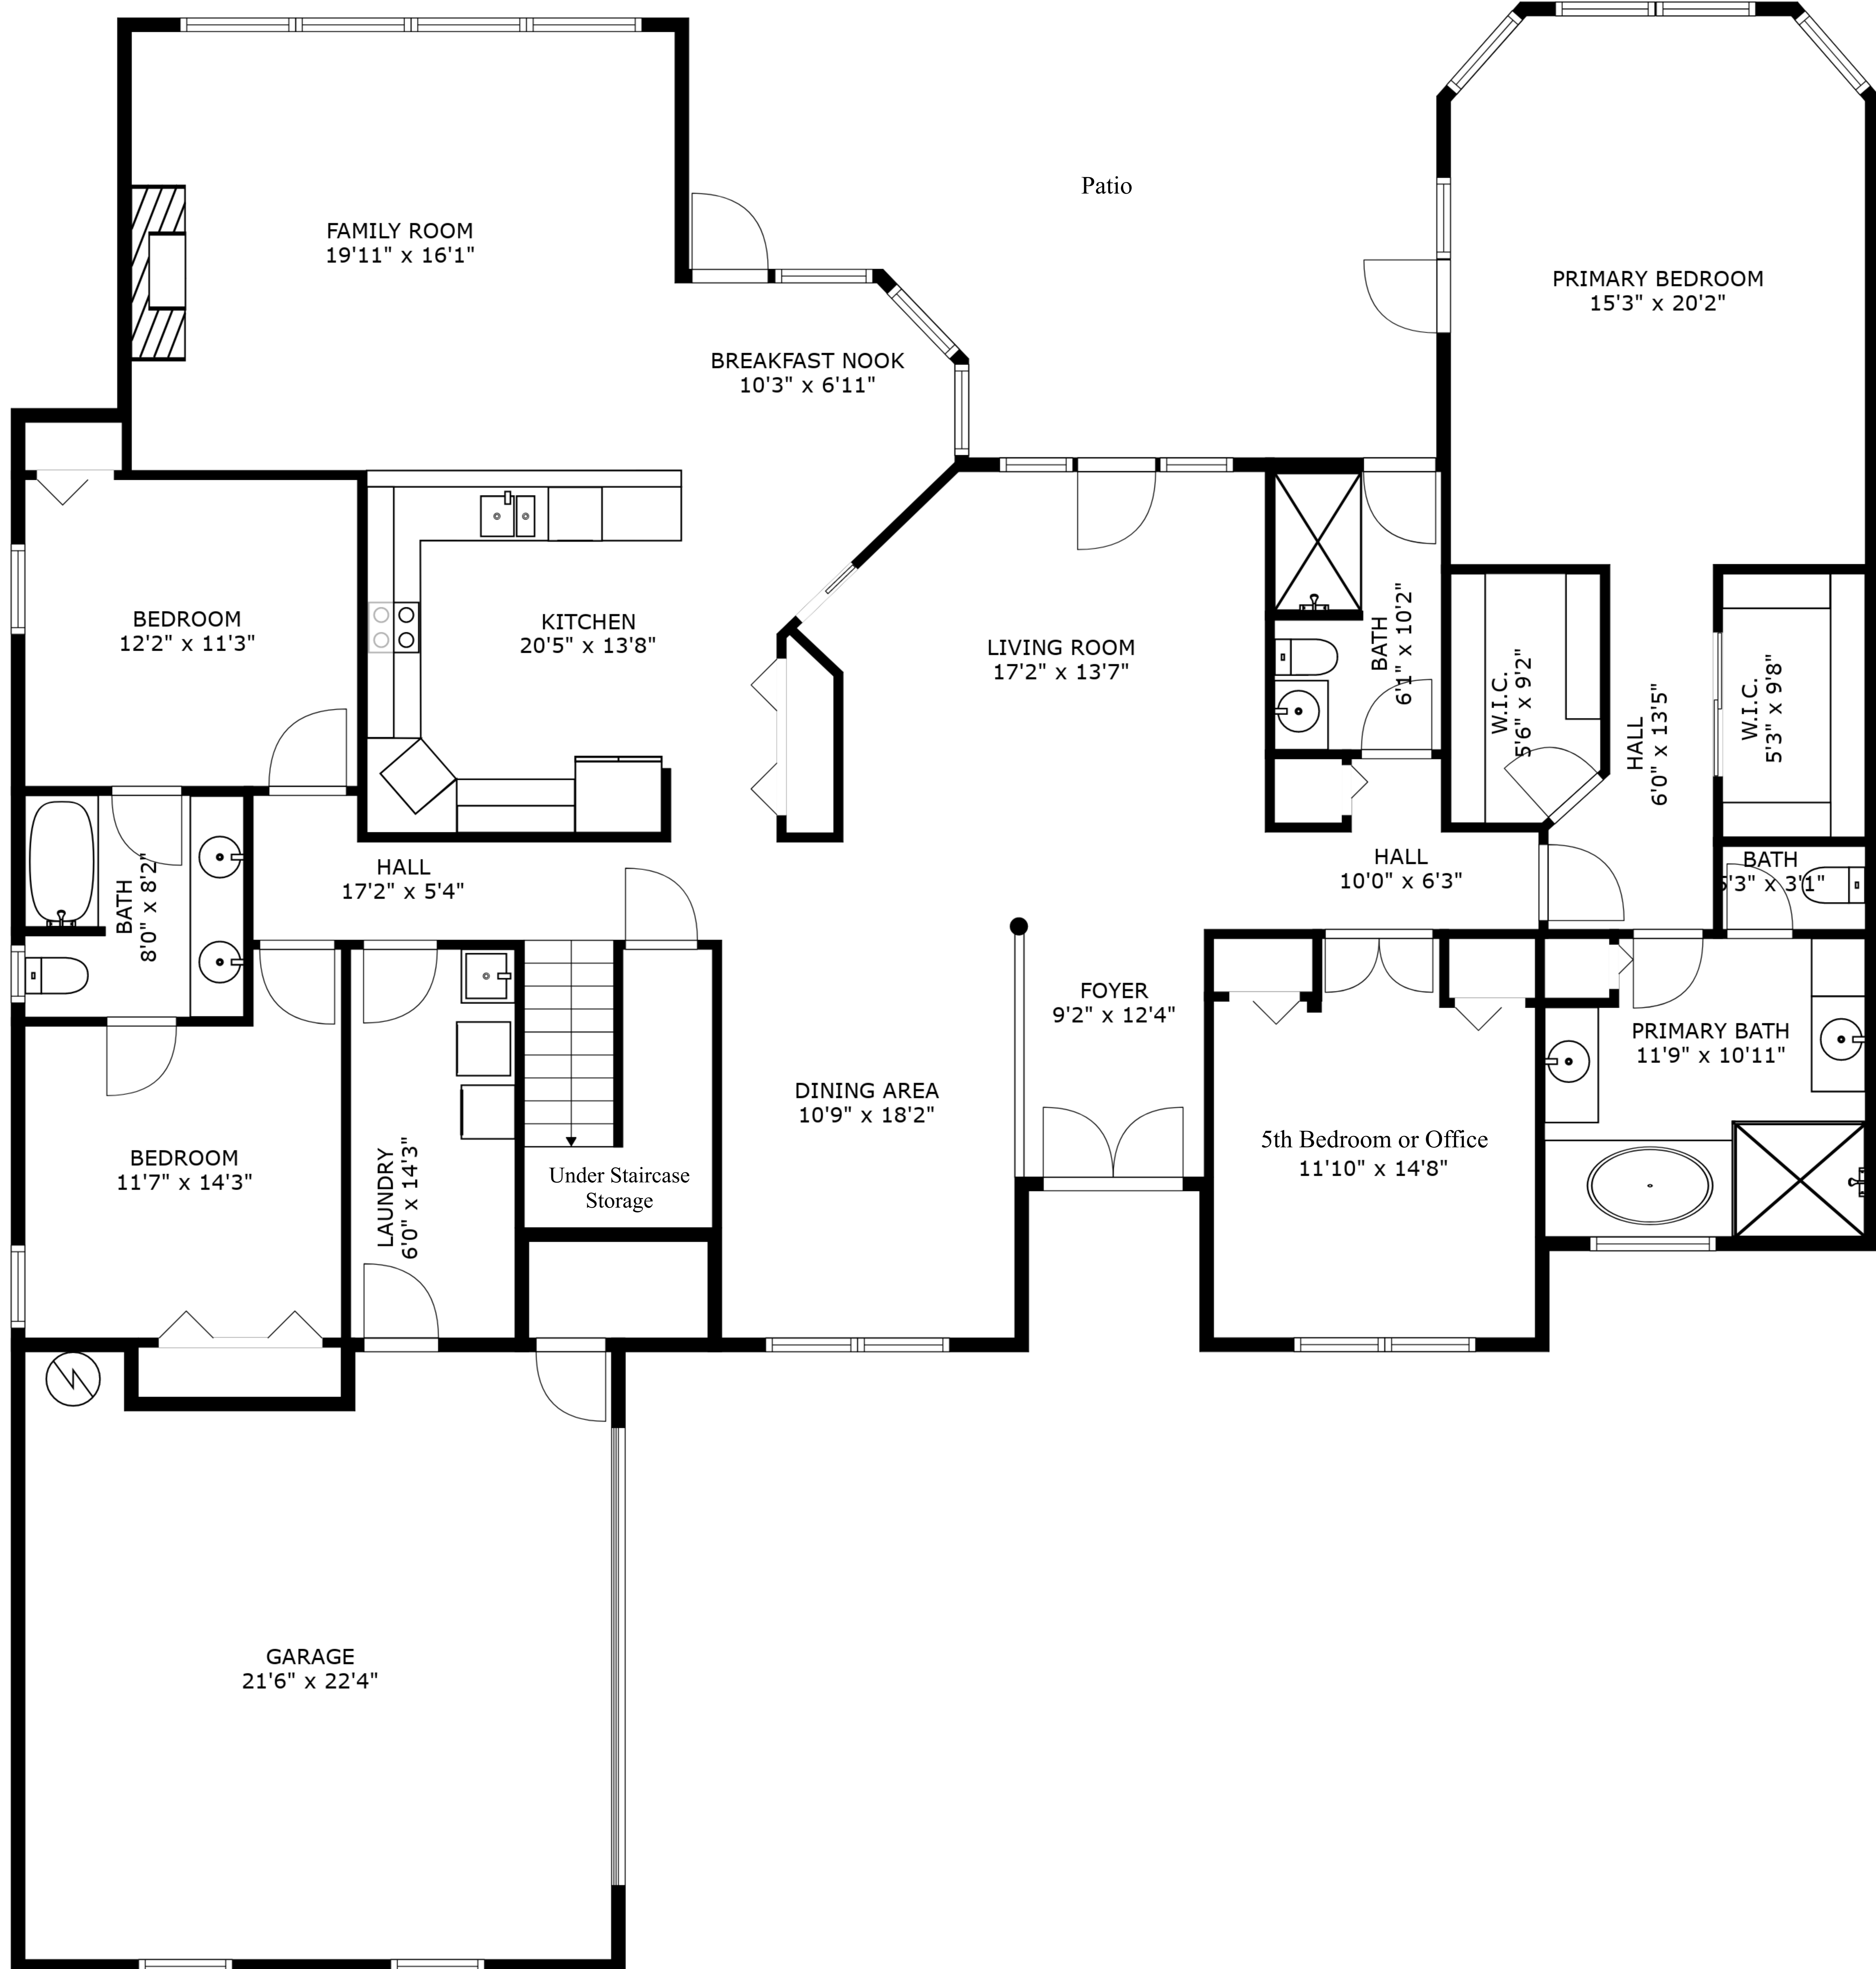 Patio
FAMILY ROOM
19'11" x 16'1"
PRIMARY BEDROOM
15'3" x 20'2"
BREAKFAST NOOK
10'3" x 6'11"
BEDROOM
12'2" x 11'3"
KITCHEN
20'5" x 13'8"
LIVING ROOM
17'2" x 13'7"
BATH
6'1" x 10'2"
W.I.C.
5'6" x 9'2"
HALL
6'0" x 13'5"
W.I.C.
5'3" x 9'8"
HALL
17'2" x 5'4"
BATH
8'0" x 8'2"
HALL
10'0" x 6'3"
BATH
5'3" x 3'1"
FOYER
9'2" x 12'4"
PRIMARY BATH
11'9" x 10'11"
DINING AREA
10'9" x 18'2"
5th Bedroom or Office
11'10" x 14'8"
BEDROOM
11'7" x 14'3"
LAUNDRY
6'0" x 14'3"
Under Staircase
Storage
GARAGE
21'6" x 22'4"